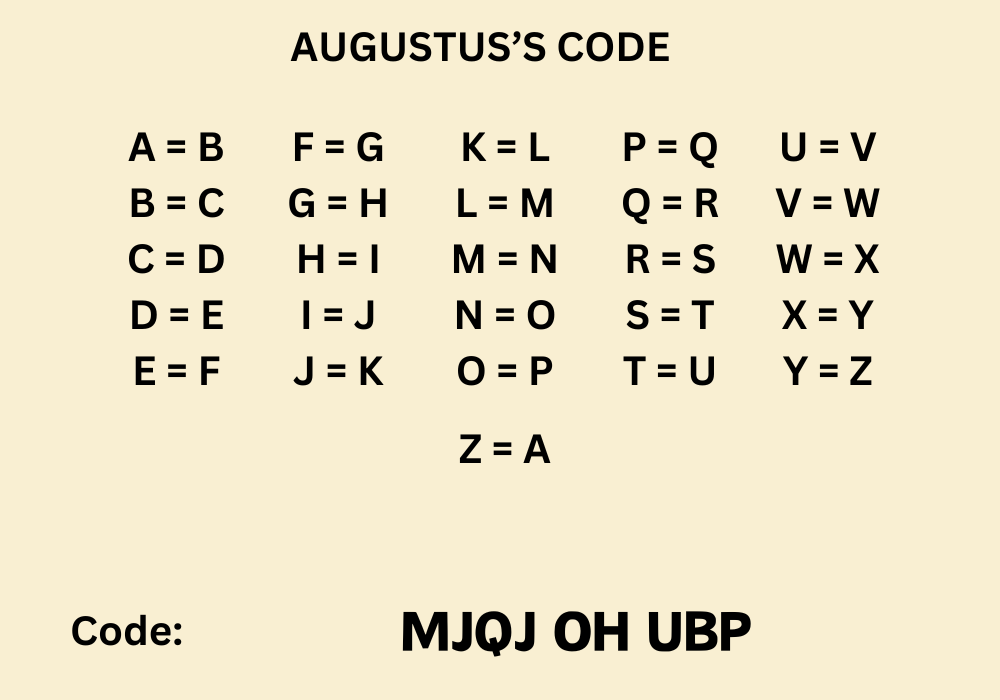 AUGUSTUS’S CODE
A = B F = G K = L P = Q U = V
B = C G = H L = M Q = R V = W
C = D H = I M = N R = S W = X
D = E I = J N = O S = T X = Y
E = F J = K O = P T = U Y = Z
Z = A
Code: MJQJ OH UBP